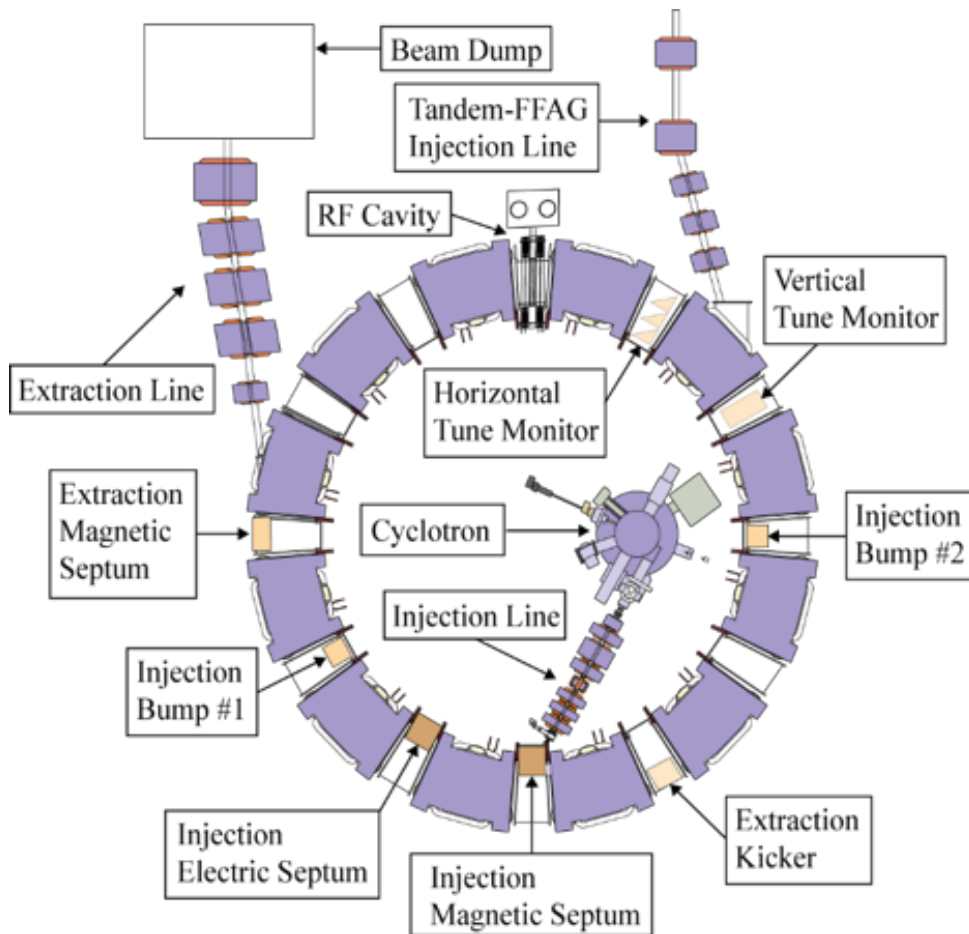 Beam Dump
Tandem-FFAG
Injection Line
RF Cavity
Vertical
Tune Monitor
Extraction Line
Horizontal
Tune Monitor
Extraction
Magnetic
Septum
Cyclotron
Injection
Bump #2
Injection Line
Injection
Bump #1
Injection
Electric Septum
Injection
Magnetic Septum
Extraction
Kicker